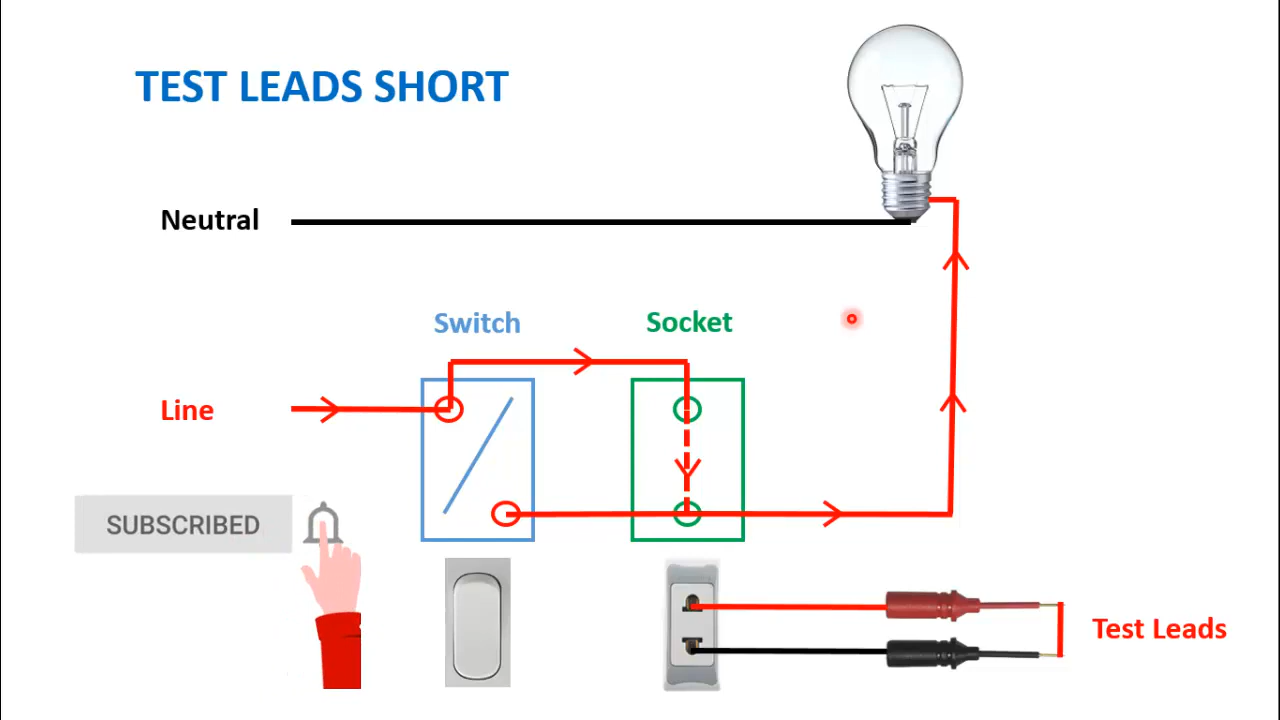 TEST LEADS SHORT
Neutral
Switch
Socket
Line
SUBSCRIBED
Test Leads